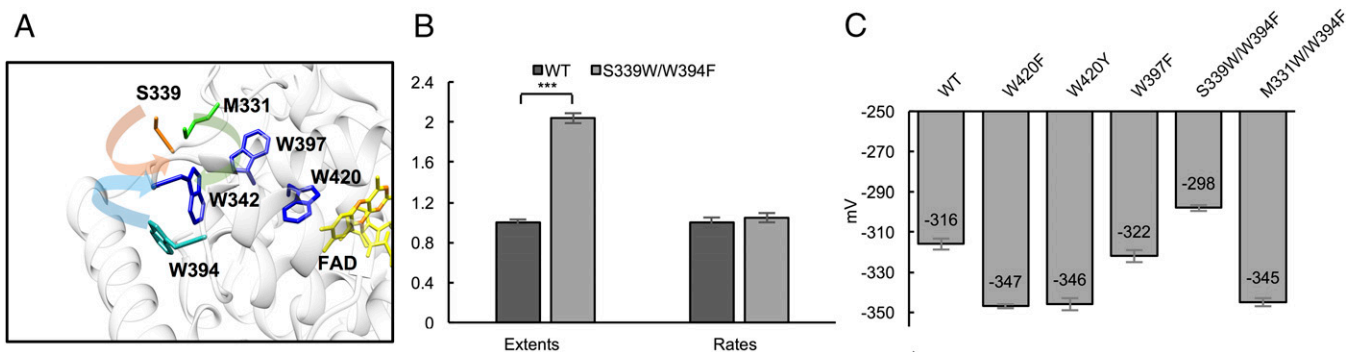 A
S339
M331
W397
W420
W342
W394
FAD
B
WT S339W/W394F
***
2.4
2
1.6
1.2
0.8
0.4
0
Extents Rates
C
WT W420F W420Y W397F S339W/W394F M331W/W394F
-250
-270
-290
-310
-330
-350
mV
-316
-347
-346
-322
-298
-345